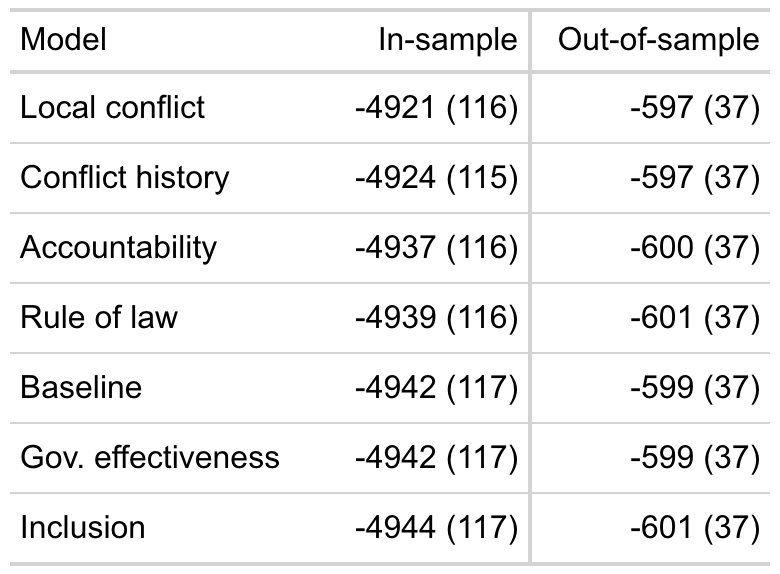 Model In-sample Out-of-sample
Local conflict -4921 (116) -597 (37)
Conflict history -4924 (115) -597 (37)
Accountability -4937 (116) -600 (37)
Rule of law -4939 (116) -601 (37)
Baseline -4942 (117) -599 (37)
Gov. effectiveness -4942 (117) -599 (37)
Inclusion -4944 (117) -601 (37)